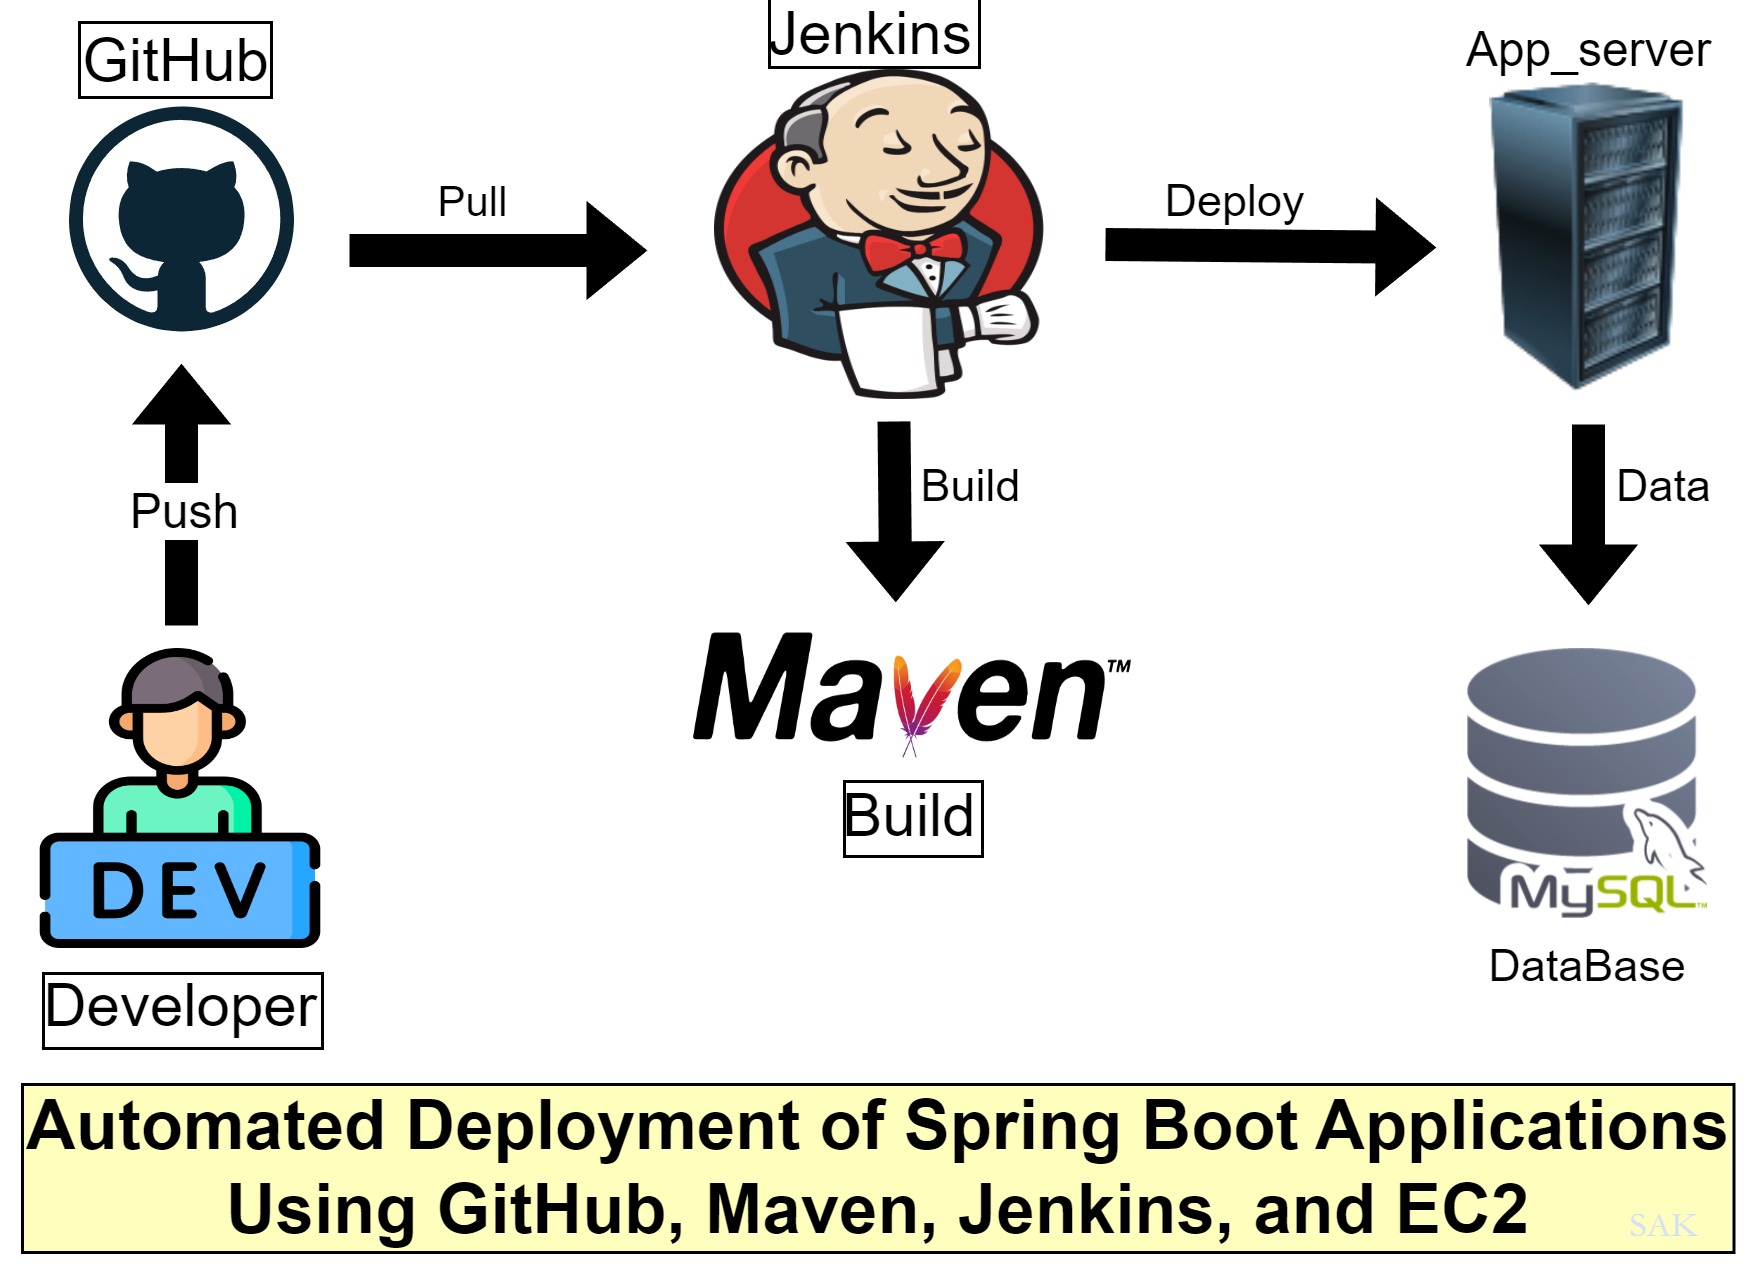 GitHub
Jenkins
App_server
Pull
Deploy
Push
Build
Data
Maven™
Build
DEV
MySQL™
DataBase
Developer
Automated Deployment of Spring Boot Applications
Using GitHub, Maven, Jenkins, and EC2
SAK